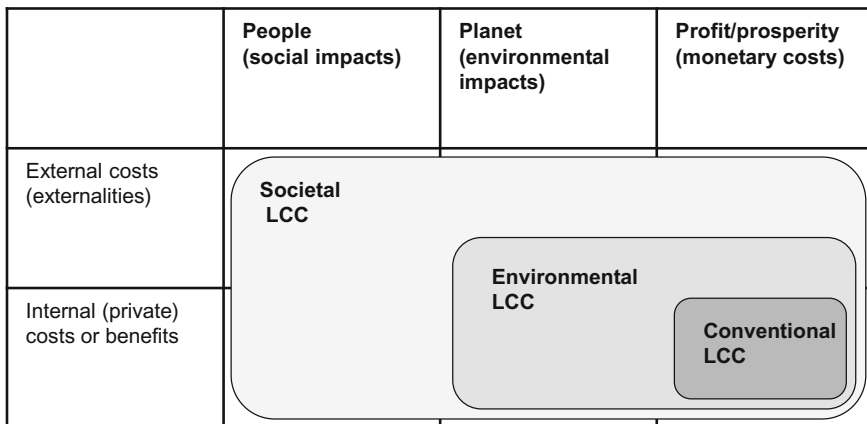 People
(social impacts)
Planet
(environmental
impacts)
Profit/prosperity
(monetary costs)
External costs
(externalities)
Societal
LCC
Environmental
LCC
Internal (private)
costs or benefits
Conventional
LCC